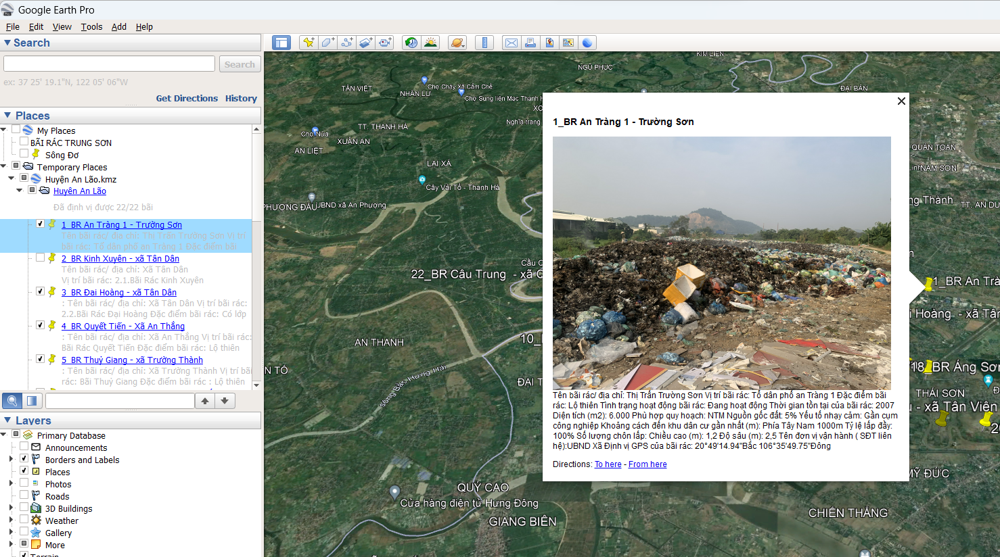 Google Earth Pro
File Edit View Tools Add Help
Search
Search
ex: 37 25' 19.1"N, 122 05' 06"W
Get Directions History
Places
My Places
BÃI RÁC TRUNG SƠN
Sông Đơ
Temporary Places
Huyện An Lão.kmz
Huyện An Lão
Đã định vị được 22/22 bãi
1_BR An Tràng 1 - Trường Sơn
Tên bãi rác/ địa chỉ: Thị Trấn Trường Sơn Vị trí
bãi rác: Tổ dân phố an Tràng 1 Đặc điểm bãi
2_BR Kinh Xuyên - xã Tân Dân
Tên bãi rác/ địa chỉ: Xã Tân Dân
Vị trí bãi rác: 2.1.Bãi Rác Kinh Xuyên
3_BR Đại Hoàng - xã Tân Dân
: Tên bãi rác/ địa chỉ: Xã Tân Dân Vị trí bãi rác:
2.2.Bãi Rác Đại Hoàng Đặc điểm bãi rác: Có lớp
4_BR Quyết Tiến - Xã An Thắng
: Tên bãi rác/ địa chỉ: Xã An Thắng Vị trí bãi rác:
Bãi Rác Quyết Tiến Đặc điểm bãi rác: Lộ thiên
5_BR Thuỷ Giang - xã Trường Thành
: Tên bãi rác/ địa chỉ: Xã Trường Thành Vị trí bãi
rác: Bãi Thuỷ Giang Đặc điểm bãi rác : Lộ thiên
Layers
Primary Database
Announcements
Borders and Labels
Places
Photos
Roads
3D Buildings
Weather
Gallery
More
Terrain
KIM LIÊN
NGŨ PHÚC
ĐẠI BẢN
TÂN VIỆT
Chợ Cháy Xã Cẩm Chế
NHÂN LƯ
Chợ Sung liền Mạc Thanh H
XO
Nghĩa trang
TT. THANH HÀ
Chợ Nứa
XUÂN AN
AN LIỆT
LAI XÁ
Cây Vải Tổ - Thanh Hà
PHƯƠNG ĐẦU
UBND xã An Phượng
QUÁN TOAN
NAM SƠN
ng Thành
TT. AN DƯ
Cầu C
22_BR Câu Trung - xã Q
AN THANH
10_
N TỐ
Sông Bắc Hưng Hải
ĐẠI T
1_BR An Trà
i Hoàng - xã Tâ
18_BR Áng Sơn
THÁI SƠN
u - xã Tân Viên
2
MỸ ĐỨC
QUÝ CAO
Cửa hàng điện tử Hưng Đông
GIANG BIÊN
CHIẾN THẮNG
1_BR An Tràng 1 - Trường Sơn
Tên bãi rác/ địa chỉ: Thị Trấn Trường Sơn Vị trí bãi rác: Tổ dân phố an Tràng 1 Đặc điểm bãi
rác: Lộ thiên Tình trạng hoạt động bãi rác: Đang hoạt động Thời gian tồn tại của bãi rác: 2007
Diện tích (m2): 6.000 Phù hợp quy hoạch: NTM Nguồn gốc đất: 5% Yếu tố nhạy cảm: Gần cụm
công nghiệp Khoảng cách đến khu dân cư gần nhất (m): Phía Tây Nam 1000m Tỷ lệ lấp đầy:
100% Số lượng chôn lấp: Chiều cao (m): 1,2 Độ sâu (m): 2,5 Tên đơn vị vận hành ( SĐT liên
hệ):UBND Xã Định vị GPS của bãi rác: 20°49'14.94"Bắc 106°35'49.75"Đông
Directions: To here - From here